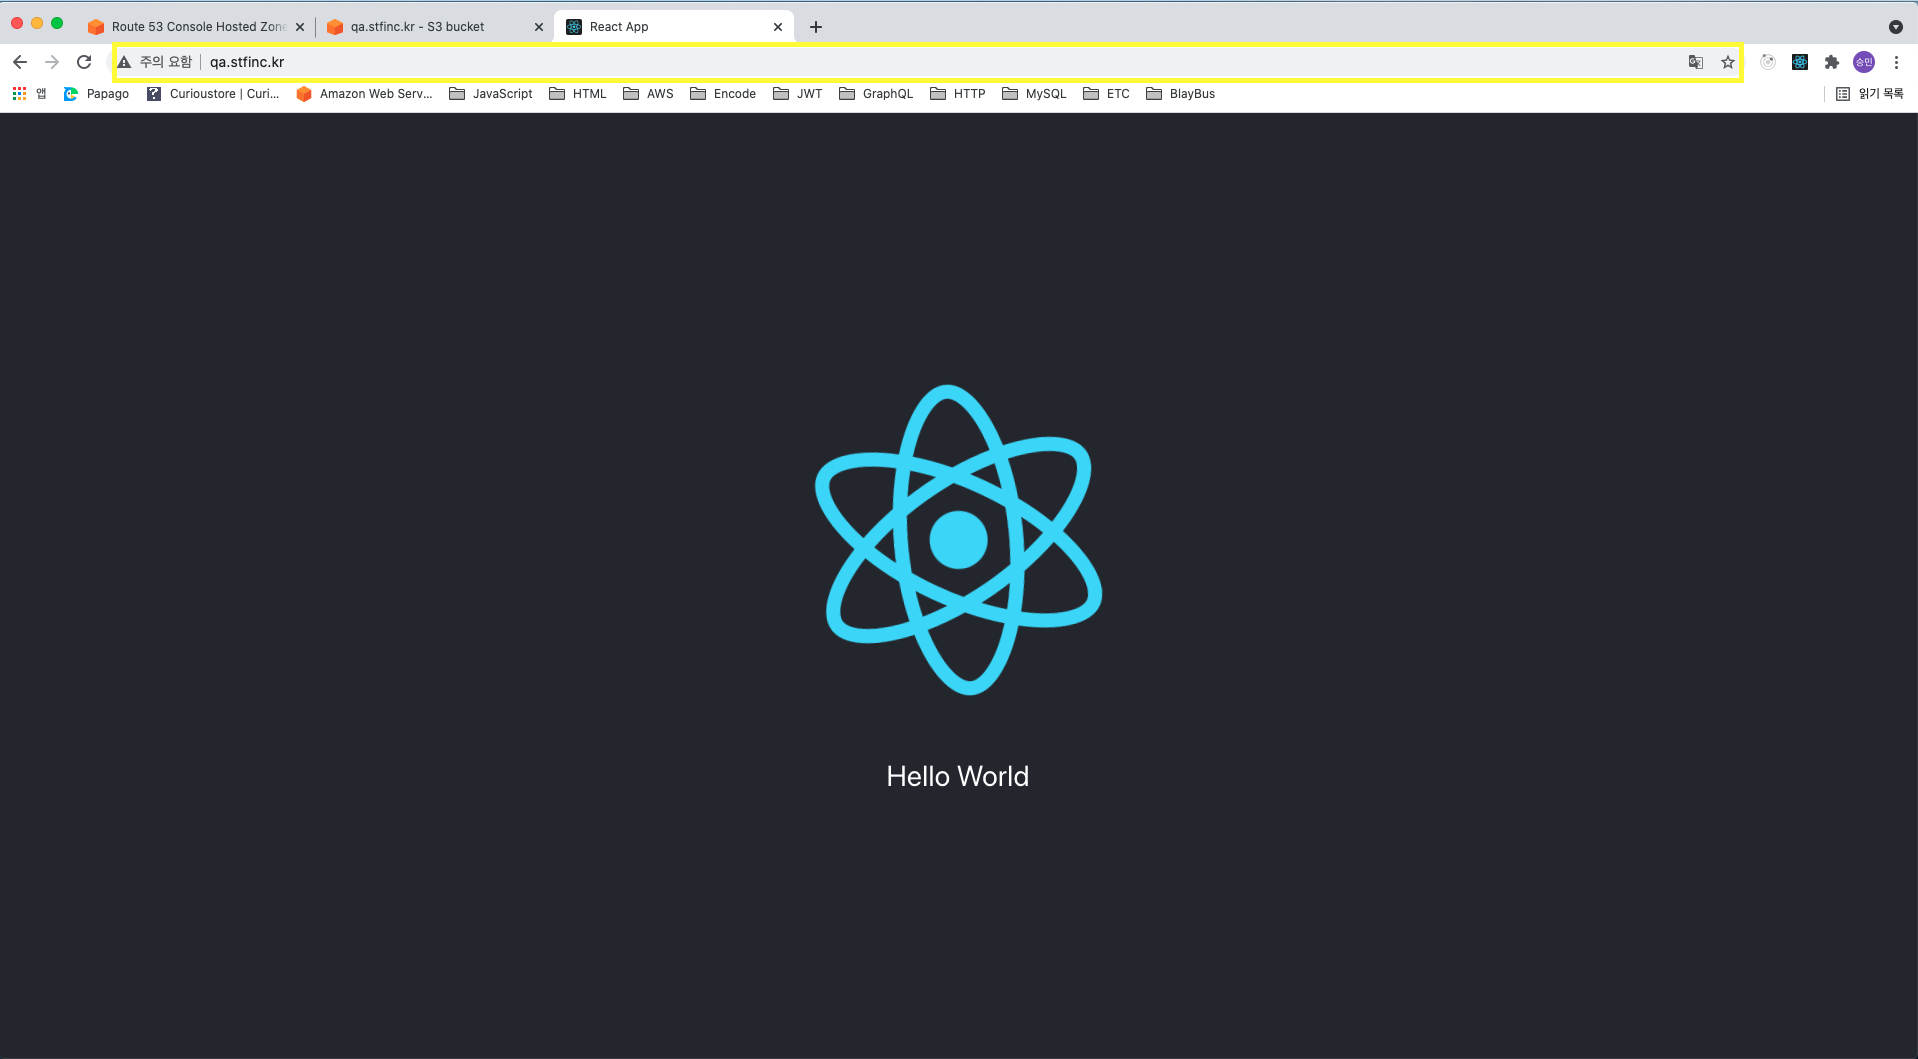 Route 53 Console Hosted Zone
qa.stfinc.kr - S3 bucket
React App
주의 요함
qa.stfinc.kr
승민
앱
Papago
Curioustore | Curi...
Amazon Web Serv...
JavaScript
HTML
AWS
Encode
JWT
GraphQL
HTTP
MySQL
ETC
BlayBus
읽기 목록
Hello World